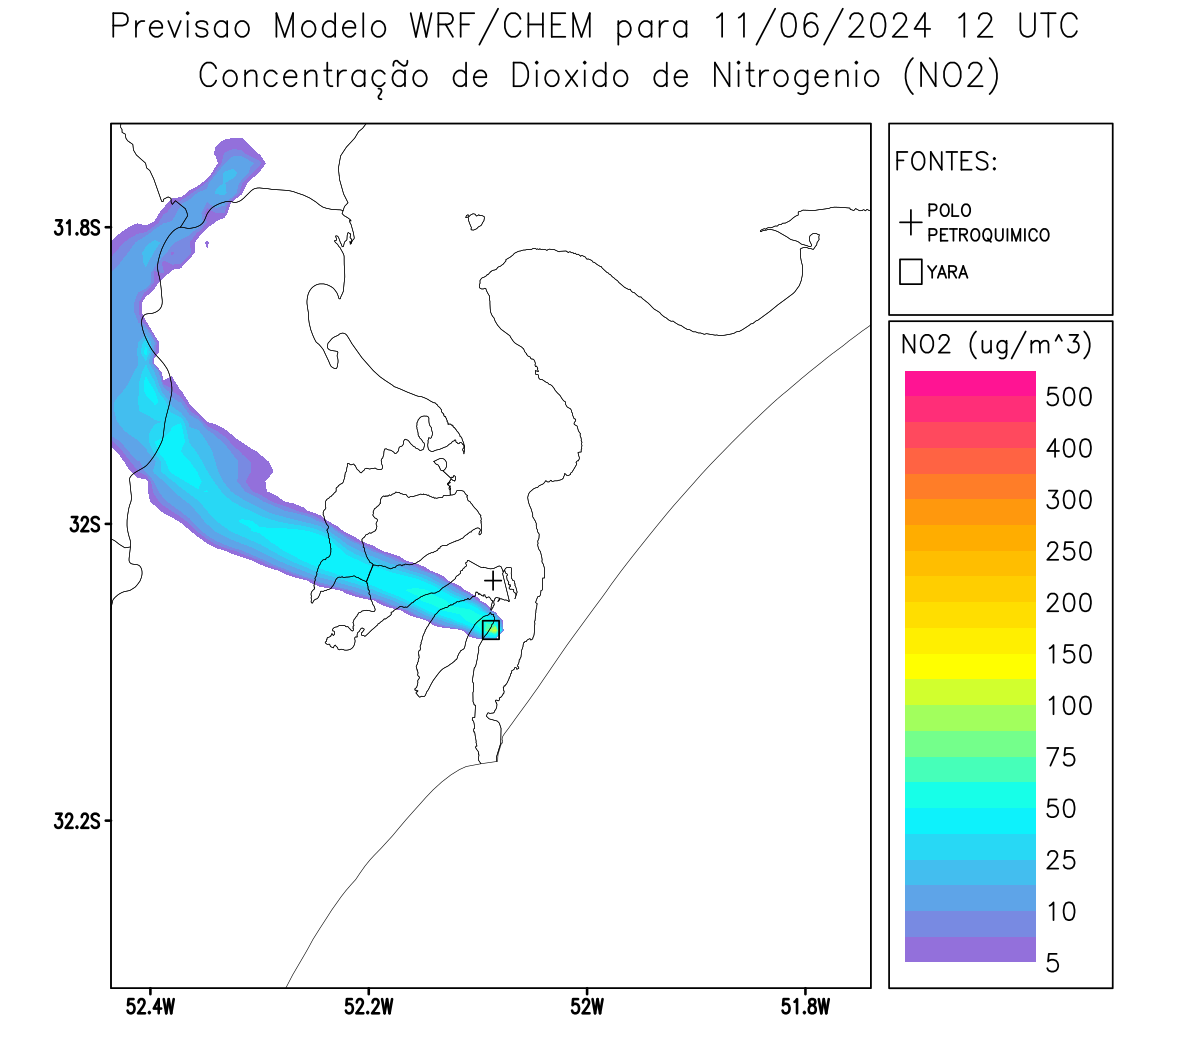 Previsao Modelo WRF/CHEM para 11/06/2024 12 UTC
Concentração de Dioxido de Nitrogenio (NO2)
FONTES:
POLO
PETROQUIMICO
YARA
31.8S
32S
32.2S
52.4W
52.2W
52W
51.8W
NO2 (ug/m^3)
500
400
300
250
200
150
100
75
50
25
10
5